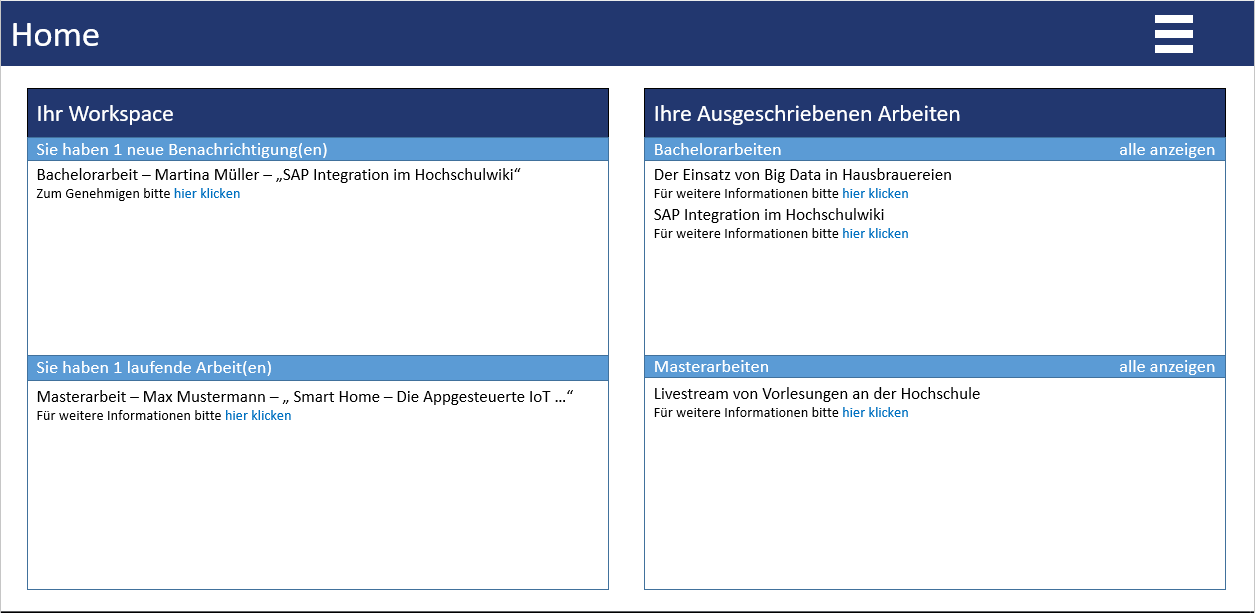 Home
Ihr Workspace
Sie haben 1 neue Benachrichtigung(en)
Bachelorarbeit – Martina Müller – „SAP Integration im Hochschulwiki“
Zum Genehmigen bitte hier klicken
Sie haben 1 laufende Arbeit(en)
Masterarbeit – Max Mustermann – „ Smart Home – Die Appgesteuerte IoT ...“
Für weitere Informationen bitte hier klicken
Ihre Ausgeschriebenen Arbeiten
Bachelorarbeiten alle anzeigen
Der Einsatz von Big Data in Hausbrauereien
Für weitere Informationen bitte hier klicken
SAP Integration im Hochschulwiki
Für weitere Informationen bitte hier klicken
Masterarbeiten alle anzeigen
Livestream von Vorlesungen an der Hochschule
Für weitere Informationen bitte hier klicken